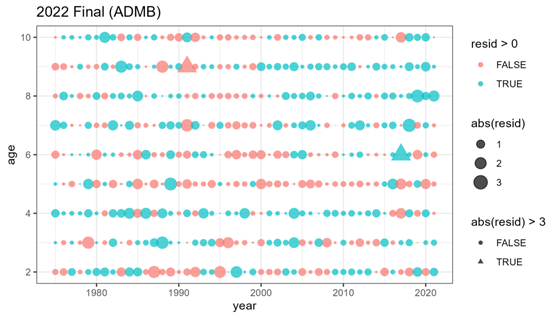 2022 Final (ADMB)
age
10
8
6
4
2
1980
1990
2000
2010
2020
year
resid > 0
FALSE
TRUE
abs(resid)
1
2
3
abs(resid) > 3
FALSE
TRUE